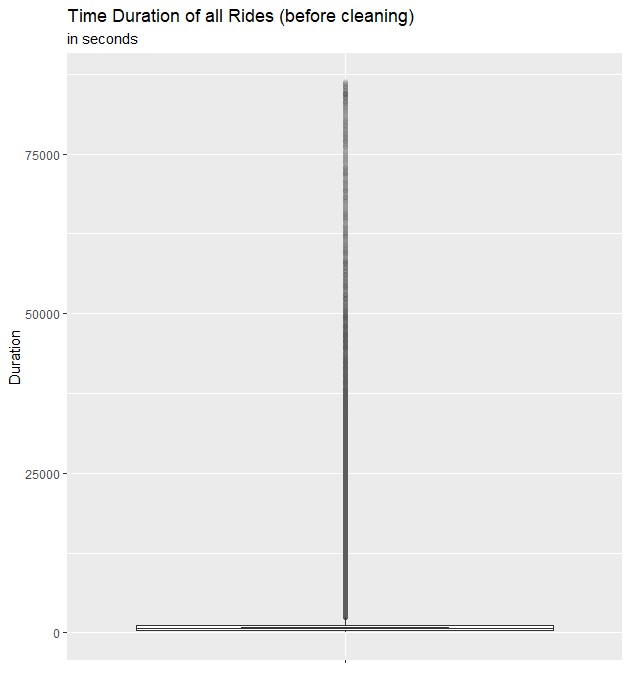 Time Duration of all Rides (before cleaning)
in seconds
75000
50000
Duration
25000
0